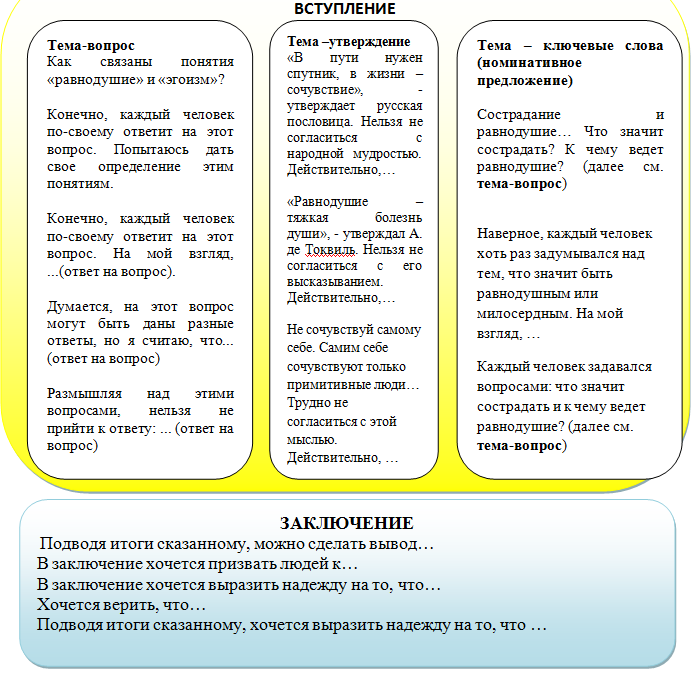 ВСТУПЛЕНИЕ
Тема-вопрос
Как связаны понятия
«равнодушие» и «эгоизм»?
Конечно, каждый человек
по-своему ответит на этот
вопрос. Попытаюсь дать
свое определение этим
понятиям.
Конечно, каждый человек
по-своему ответит на этот
вопрос. На мой взгляд,
...(ответ на вопрос).
Думается, на этот вопрос
могут быть даны разные
ответы, но я считаю, что...
(ответ на вопрос)
Размышляя над этими
вопросами, нельзя не
прийти к ответу: ... (ответ на
вопрос)
Тема –утверждение
«В пути нужен
спутник, в жизни –
сочувствие», -
утверждает русская
пословица. Нельзя не
согласиться с
народной мудростью.
Действительно,…
«Равнодушие –
тяжкая болезнь
души», - утверждал А.
де Токвиль. Нельзя не
согласиться с его
высказыванием.
Действительно,…
Не сочувствуй самому
себе. Самим себе
сочувствуют только
примитивные люди…
Трудно не
согласиться с этой
мыслью.
Действительно, …
Тема – ключевые слова
(номинативное
предложение)
Сострадание и
равнодушие… Что значит
сострадать? К чему ведет
равнодушие? (далее см.
тема-вопрос)
Наверное, каждый человек
хоть раз задумывался над
тем, что значит быть
равнодушным или
милосердным. На мой
взгляд, …
Каждый человек задавался
вопросами: что значит
сострадать и к чему ведет
равнодушие? (далее см.
тема-вопрос)
ЗАКЛЮЧЕНИЕ
Подводя итоги сказанному, можно сделать вывод…
В заключение хочется призвать людей к…
В заключение хочется выразить надежду на то, что…
Хочется верить, что…
Подводя итоги сказанному, хочется выразить надежду на то, что …